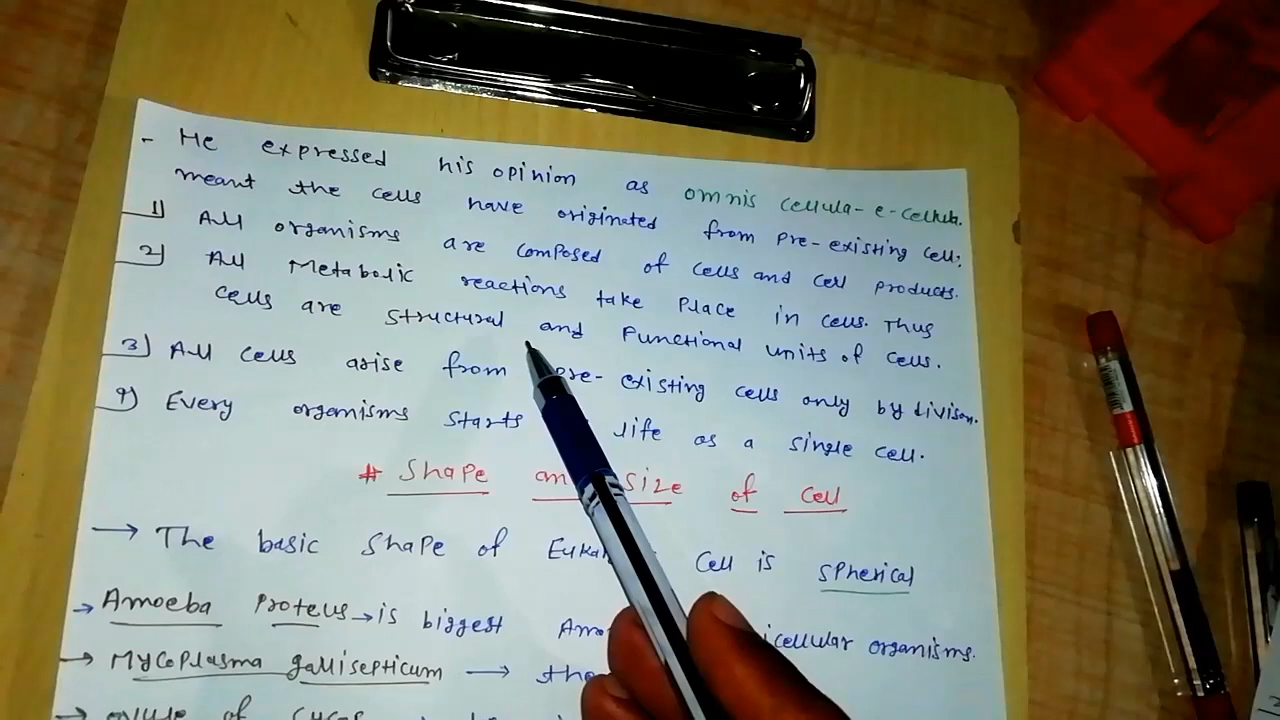 - He expressed his opinion as omnis cellula-e-cellula.
meant the cells have originated from pre-existing cell;
1) All organisms are composed of cells and cell products.
2) All Metabolic reactions take place in cells. Thus
cells are structural and Functional units of cells.
3) All cells arise from pre-existing cells only by divison.
4) Every organisms starts life as a single cell.
# Shape and size of cell
→ The basic shape of Cell is spherical
→ Amoeba Proteus → is biggest organisms.
→ Mycoplasma gallisepticum →
→ of